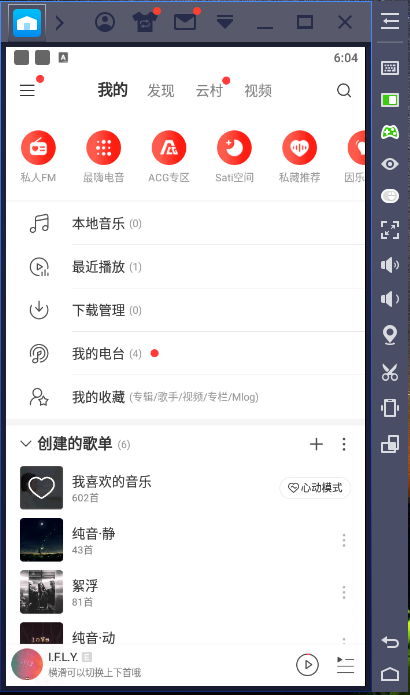 6:04
我的 发现 云村 视频
私人FM 最嗨电音 ACG专区 Sati空间 私藏推荐 因乐
本地音乐 (0)
最近播放 (1)
下载管理 (0)
我的电台 (4)
我的收藏 (专辑/歌手/视频/专栏/Mlog)
创建的歌单 (6)
我喜欢的音乐
602首
心动模式
纯音·静
43首
絮浮
81首
纯音·动
I.F.L.Y. E
横滑可以切换上下首哦